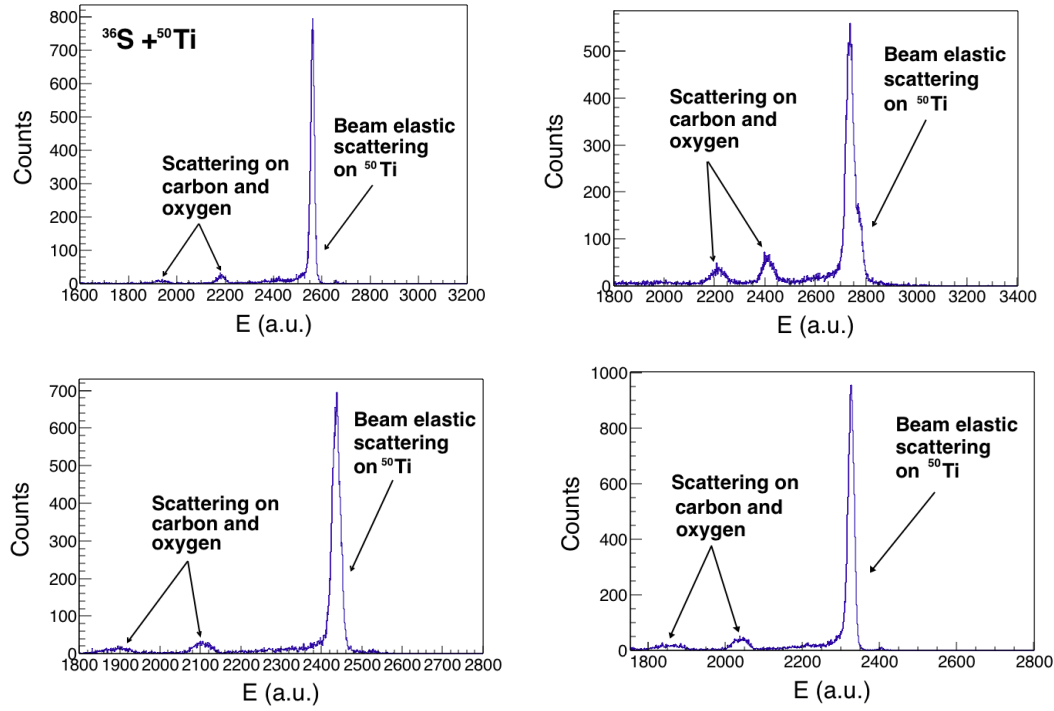 36S +50Ti
800
700
600
500
400
300
200
100
0
Counts
Scattering on
carbon and
oxygen
Beam elastic
scattering
on 50Ti
1600 1800 2000 2200 2400 2600 2800 3000 3200
E (a.u.)
500
400
300
200
100
0
Counts
Scattering on
carbon and
oxygen
Beam elastic
scattering
on 50Ti
1800 2000 2200 2400 2600 2800 3000 3200 3400
E (a.u.)
700
600
500
400
300
200
100
0
Counts
Scattering on
carbon and
oxygen
Beam elastic
scattering
on 50Ti
1800 1900 2000 2100 2200 2300 2400 2500 2600 2700 2800
E (a.u.)
1000
800
600
400
200
0
Counts
Scattering on
carbon and
oxygen
Beam elastic
scattering
on 50Ti
1800 2000 2200 2400 2600 2800
E (a.u.)